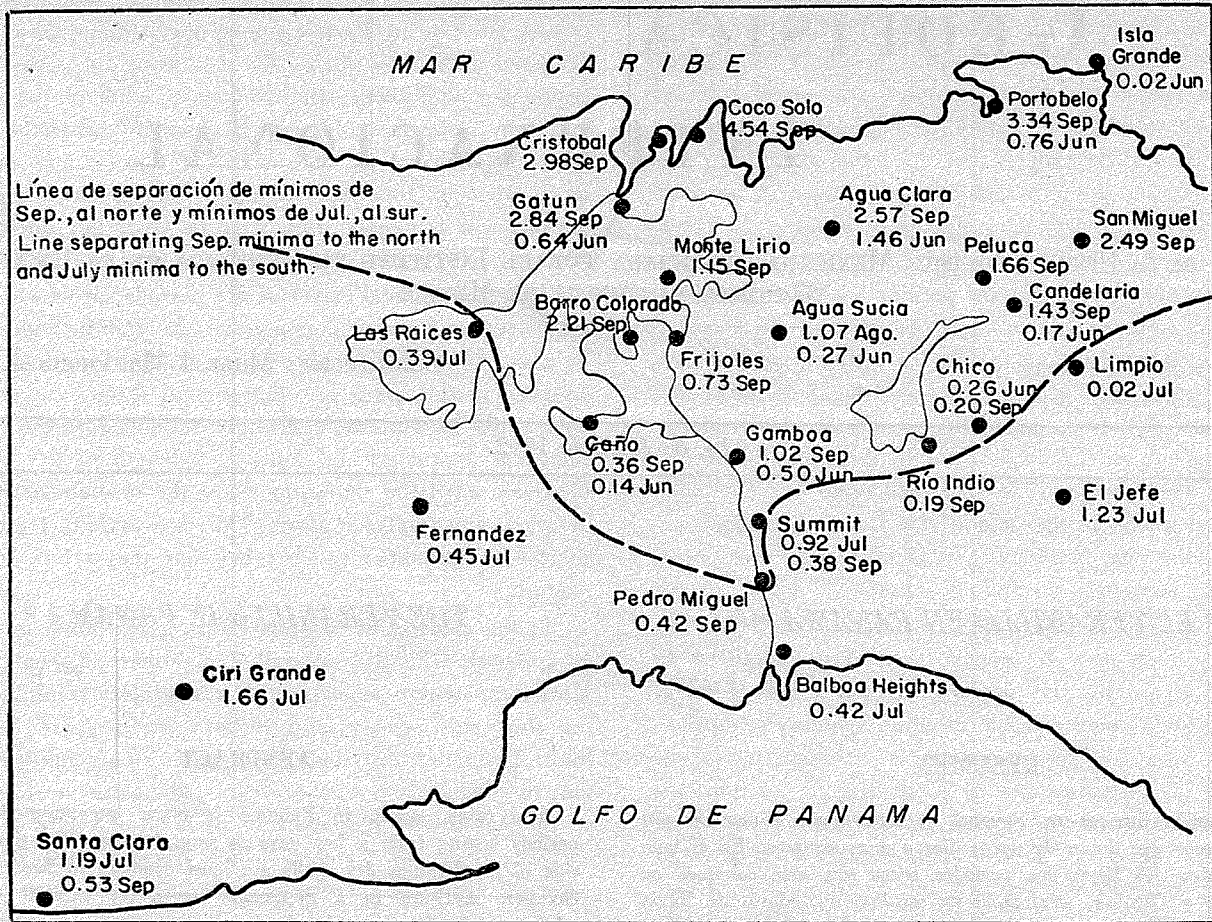 MAR CARIBE
Isla
Grande
0.02 Jun
Portobelo
3.34 Sep
0.76 Jun
Coco Solo
4.54 Sep
Cristobal
2.98 Sep
Línea de separación de mínimos de
Sep., al norte y mínimos de Jul., al sur.
Line separating Sep. minima to the north
and July minima to the south.
Gatun
2.84 Sep
0.64 Jun
Agua Clara
2.57 Sep
1.46 Jun
San Miguel
2.49 Sep
Monte Lirio
1.15 Sep
Peluca
1.66 Sep
Candelaria
1.43 Sep
0.17 Jun
Barro Colorado
2.21 Sep
Agua Sucia
1.07 Ago.
0.27 Jun
Las Raices
0.39 Jul
Frijoles
0.73 Sep
Chico
0.26 Jun
0.20 Sep
Limpio
0.02 Jul
Caño
0.36 Sep
0.14 Jun
Gamboa
1.02 Sep
0.50 Jun
Río Indio
0.19 Sep
El Jefe
1.23 Jul
Fernandez
0.45 Jul
Summit
0.92 Jul
0.38 Sep
Pedro Miguel
0.42 Sep
Ciri Grande
1.66 Jul
Balboa Heights
0.42 Jul
GOLFO DE PANAMA
Santa Clara
1.19 Jul
0.53 Sep